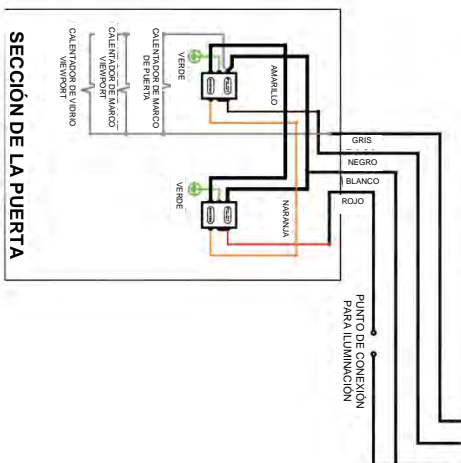 SECCIÓN DE LA PUERTA
CALENTADOR DE VIDRIO
VIEWPORT
CALENTADOR DE MARCO
VIEWPORT
CALENTADOR DE MARCO
DE PUERTA
VERDE
AMARILLO
VERDE
NARANJA
GRIS
NEGRO
BLANCO
ROJO
PUNTO DE CONEXIÓN
PARA ILUMINACIÓN